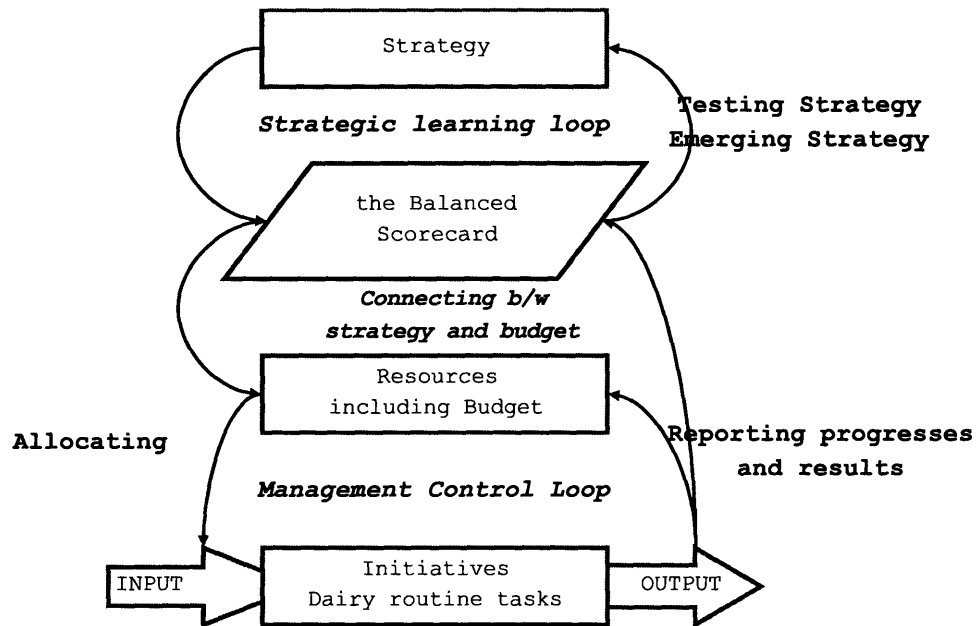 Strategy
Testing Strategy
Emerging Strategy
Strategic learning loop
the Balanced
Scorecard
Connecting b/w
strategy and budget
Resources
including Budget
Allocating
Reporting progresses
and results
Management Control Loop
INPUT
Initiatives
Dairy routine tasks
OUTPUT